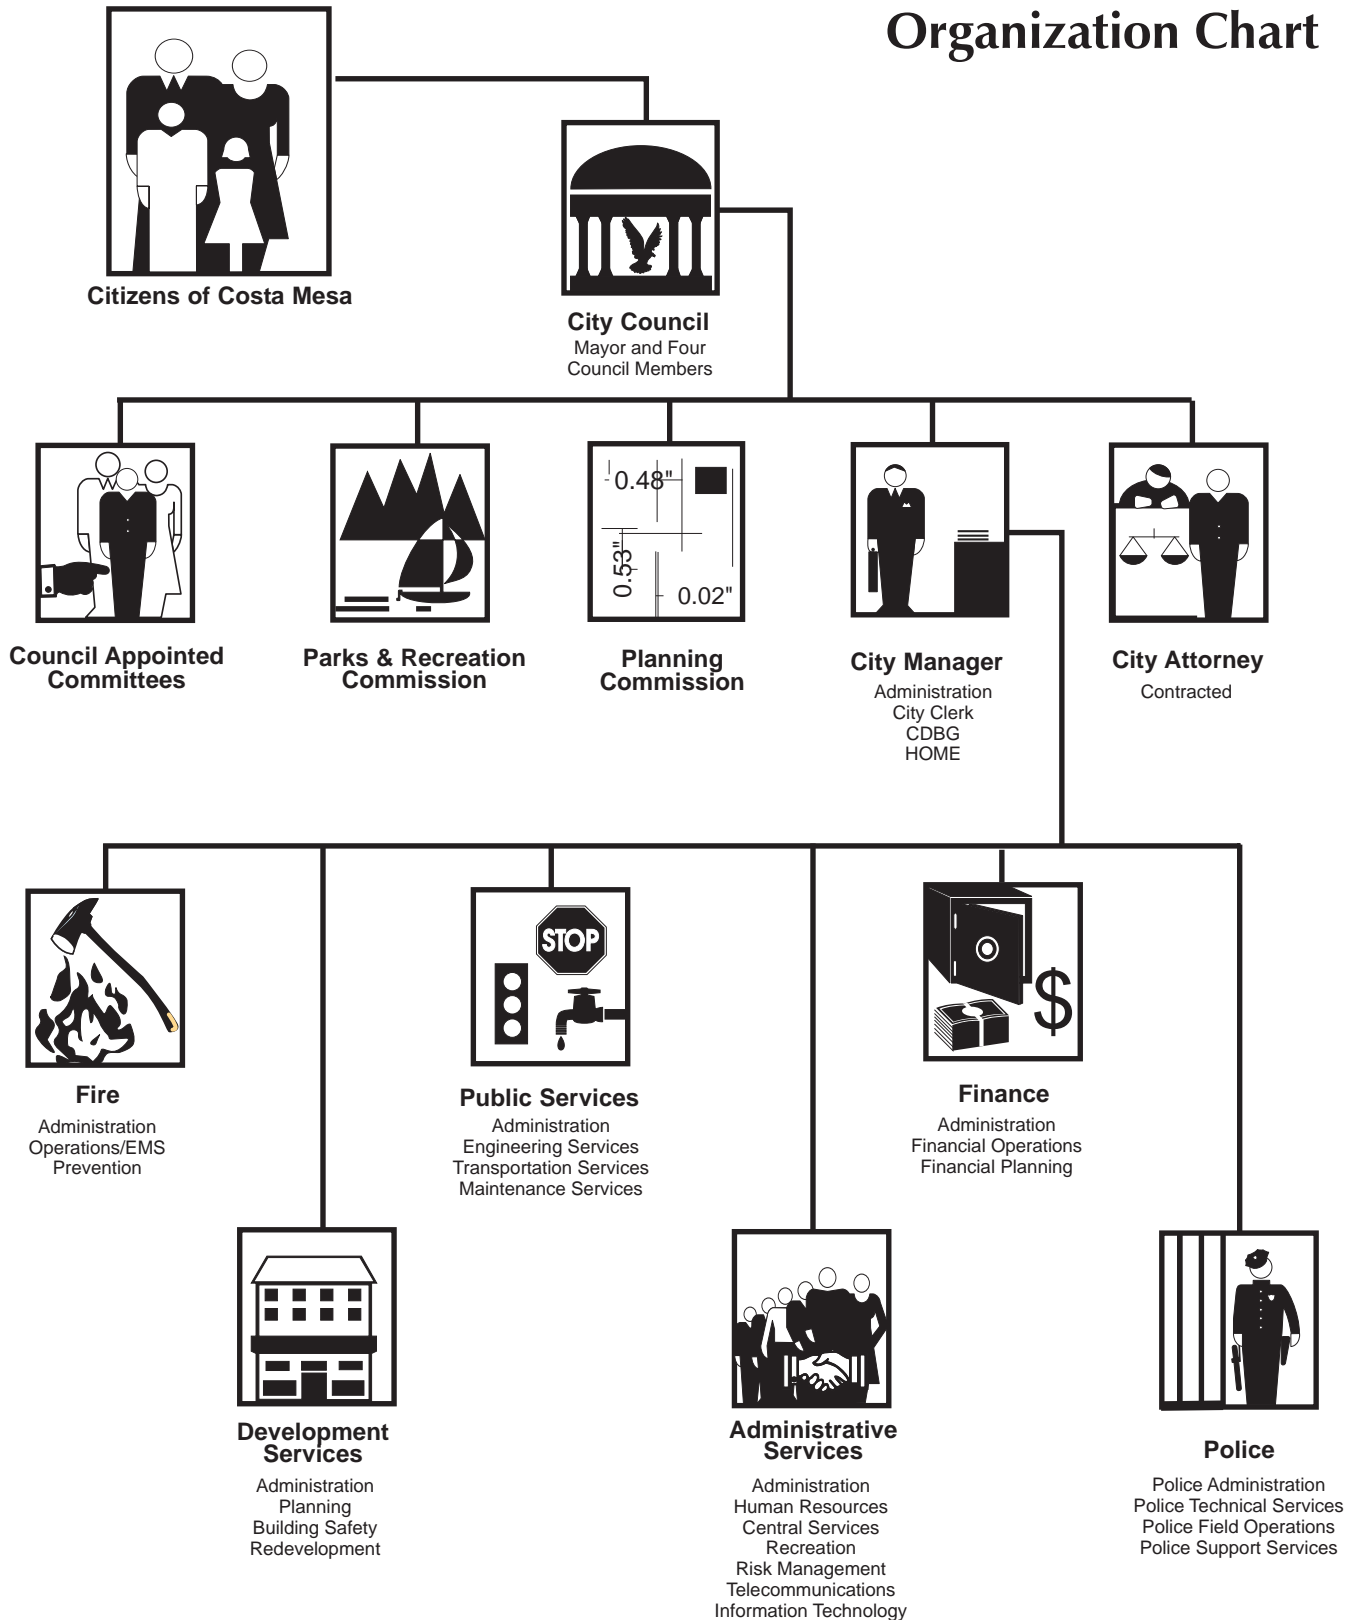 Organization Chart
Citizens of Costa Mesa
City Council
Mayor and Four
Council Members
0.48"
0.53"
0.02"
Council Appointed
Committees
Parks & Recreation
Commission
Planning
Commission
City Manager
Administration
City Clerk
CDBG
HOME
City Attorney
Contracted
STOP
$
Fire
Administration
Operations/EMS
Prevention
Public Services
Administration
Engineering Services
Transportation Services
Maintenance Services
Finance
Administration
Financial Operations
Financial Planning
Development
Services
Administration
Planning
Building Safety
Redevelopment
Administrative
Services
Administration
Human Resources
Central Services
Recreation
Risk Management
Telecommunications
Information Technology
Police
Police Administration
Police Technical Services
Police Field Operations
Police Support Services